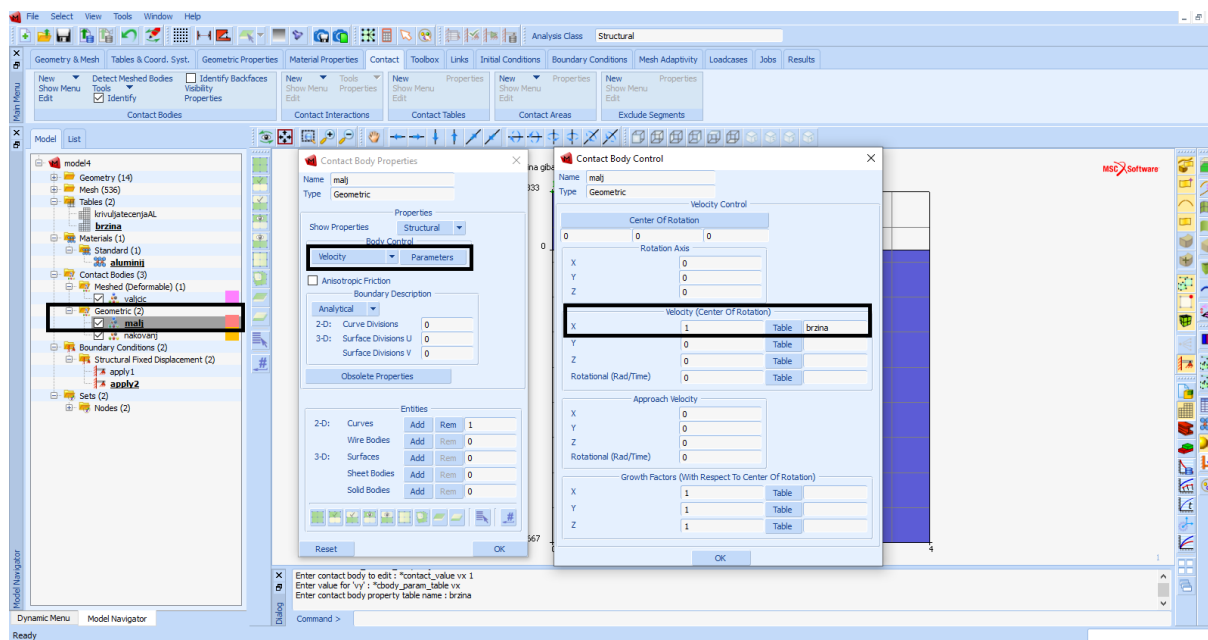 File Select View Tools Window Help
Analysis Class Structural
Geometry & Mesh Tables & Coord. Syst. Geometric Properties Material Properties Contact Toolbox Links Initial Conditions Boundary Conditions Mesh Adaptivity Loadcases Jobs Results
New Detect Meshed Bodies Identify Backfaces New Tools New Properties New Properties New Properties
Show Menu Tools Visibility Show Menu Properties Show Menu Show Menu Show Menu
Edit Identify Properties Edit Edit Edit Edit
Contact Bodies Contact Interactions Contact Tables Contact Areas Exclude Segments
Main Menu
Model List
model4
Geometry (14)
Mesh (536)
Tables (2)
krivuljatecenjaAL
brzina
Materials (1)
Standard (1)
aluminij
Contact Bodies (3)
Meshed (Deformable) (1)
valjcic
Geometric (2)
malj
nakovanj
Boundary Conditions (2)
Structural Fixed Displacement (2)
apply1
apply2
Sets (2)
Nodes (2)
Model Navigator
Dynamic Menu Model Navigator
Ready
Contact Body Properties
Name malj
Type Geometric
Properties
Show Properties Structural
Body Control
Velocity Parameters
Anisotropic Friction
Boundary Description
Analytical
2-D: Curve Divisions 0
3-D: Surface Divisions U 0
Surface Divisions V 0
Obsolete Properties
Entities
2-D: Curves Add Rem 1
Wire Bodies Add Rem 0
3-D: Surfaces Add Rem 0
Sheet Bodies Add Rem 0
Solid Bodies Add Rem 0
Reset OK
na giba
333
0
567
Contact Body Control
Name malj
Type Geometric
Velocity Control
Center Of Rotation
0 0 0
Rotation Axis
X 0
Y 0
Z 0
Velocity (Center Of Rotation)
X 1 Table brzina
Y 0 Table
Z 0 Table
Rotational (Rad/Time) 0 Table
Approach Velocity
X 0
Y 0
Z 0
Rotational (Rad/Time) 0
Growth Factors (With Respect To Center Of Rotation)
X 1 Table
Y 1 Table
Z 1 Table
OK
MSC Software
4
1
Dialog
Enter contact body to edit : *contact_value vx 1
Enter value for 'vy' : *cbody_param_table vx
Enter contact body property table name : brzina
Command >